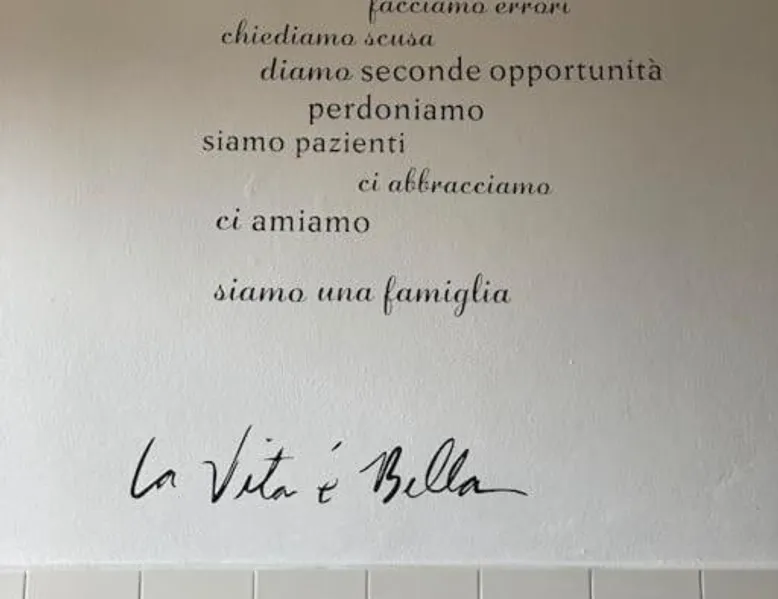 facciamo errori
chiediamo scusa
diamo seconde opportunità
perdoniamo
siamo pazienti
ci abbracciamo
ci amiamo
siamo una famiglia
La Vita é Bella